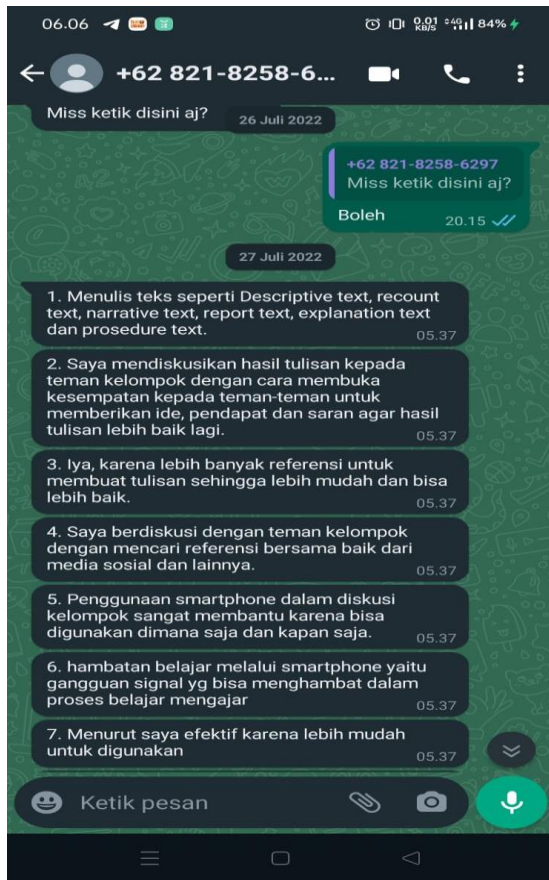 06.06 0.01 KB/S 4G 84%
+62 821-8258-6...
Miss ketik disini aj?
26 Juli 2022
+62 821-8258-6297
Miss ketik disini aj?
Boleh
20.15
27 Juli 2022
1. Menulis teks seperti Descriptive text, recount
text, narrative text, report text, explanation text
dan prosedure text.
05.37
2. Saya mendiskusikan hasil tulisan kepada
teman kelompok dengan cara membuka
kesempatan kepada teman-teman untuk
memberikan ide, pendapat dan saran agar hasil
tulisan lebih baik lagi.
05.37
3. Iya, karena lebih banyak referensi untuk
membuat tulisan sehingga lebih mudah dan bisa
lebih baik.
05.37
4. Saya berdiskusi dengan teman kelompok
dengan mencari referensi bersama baik dari
media sosial dan lainnya.
05.37
5. Penggunaan smartphone dalam diskusi
kelompok sangat membantu karena bisa
digunakan dimana saja dan kapan saja.
05.37
6. hambatan belajar melalui smartphone yaitu
gangguan signal yg bisa menghambat dalam
proses belajar mengajar
05.37
7. Menurut saya efektif karena lebih mudah
untuk digunakan
05.37
Ketik pesan